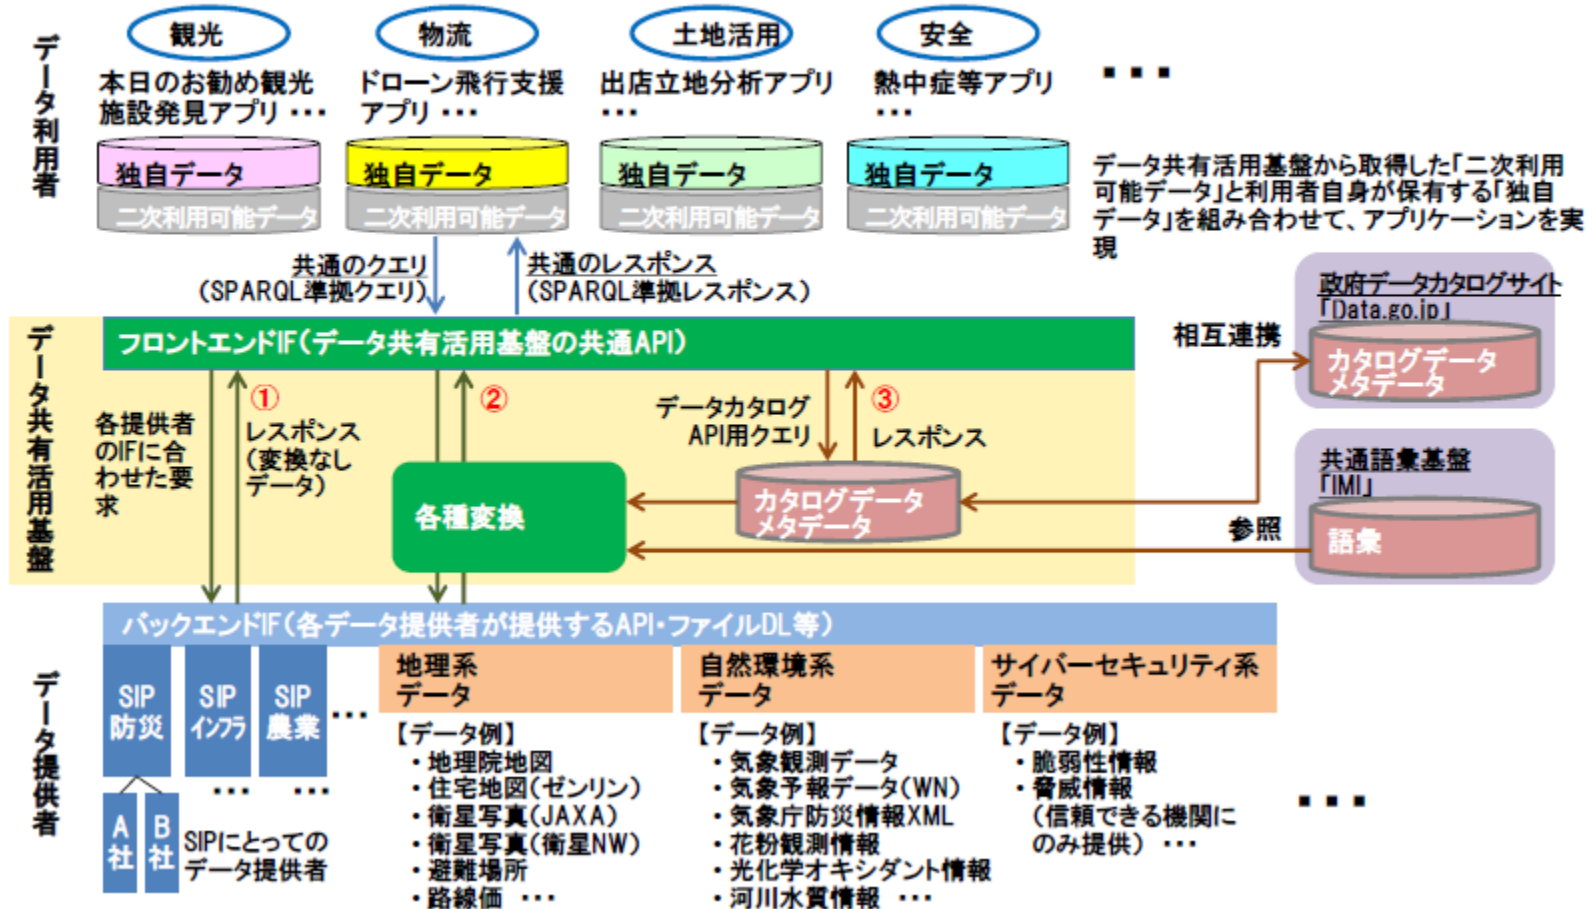 データ利用者
観光
本日のお勧め観光
施設発見アプリ ･･･
独自データ
二次利用可能データ
物流
ドローン飛行支援
アプリ ･･･
独自データ
二次利用可能データ
土地活用
出店立地分析アプリ
･･･
独自データ
二次利用可能データ
安全
熱中症等アプリ
･･･
独自データ
二次利用可能データ
･･･
データ共有活用基盤から取得した「二次利用
可能データ」と利用者自身が保有する「独自
データ」を組み合わせて、アプリケーションを実
現
共通のクエリ
(SPARQL準拠クエリ)
共通のレスポンス
(SPARQL準拠レスポンス)
データ共有活用基盤
フロントエンドIF(データ共有活用基盤の共通API)
各提供者
のIFに合
わせた要
求
①
レスポンス
(変換なし
データ)
②
各種変換
データカタログ
API用クエリ
③
レスポンス
カタログデータ
メタデータ
相互連携
政府データカタログサイト
「Data.go.jp」
カタログデータ
メタデータ
参照
共通語彙基盤
「IMI」
語彙
データ提供者
バックエンドIF(各データ提供者が提供するAPI・ファイルDL等)
SIP
防災
SIP
インフラ
SIP
農業
･･･
A
社
B
社
･･･
･･･
SIPにとっての
データ提供者
地理系
データ
【データ例】
・地理院地図
・住宅地図(ゼンリン)
・衛星写真(JAXA)
・衛星写真(衛星NW)
・避難場所
・路線価 ･･･
自然環境系
データ
【データ例】
・気象観測データ
・気象予報データ(WN)
・気象庁防災情報XML
・花粉観測情報
・光化学オキシダント情報
・河川水質情報 ･･･
サイバーセキュリティ系
データ
【データ例】
・脆弱性情報
・脅威情報
(信頼できる機関に
のみ提供) ･･･
･･･